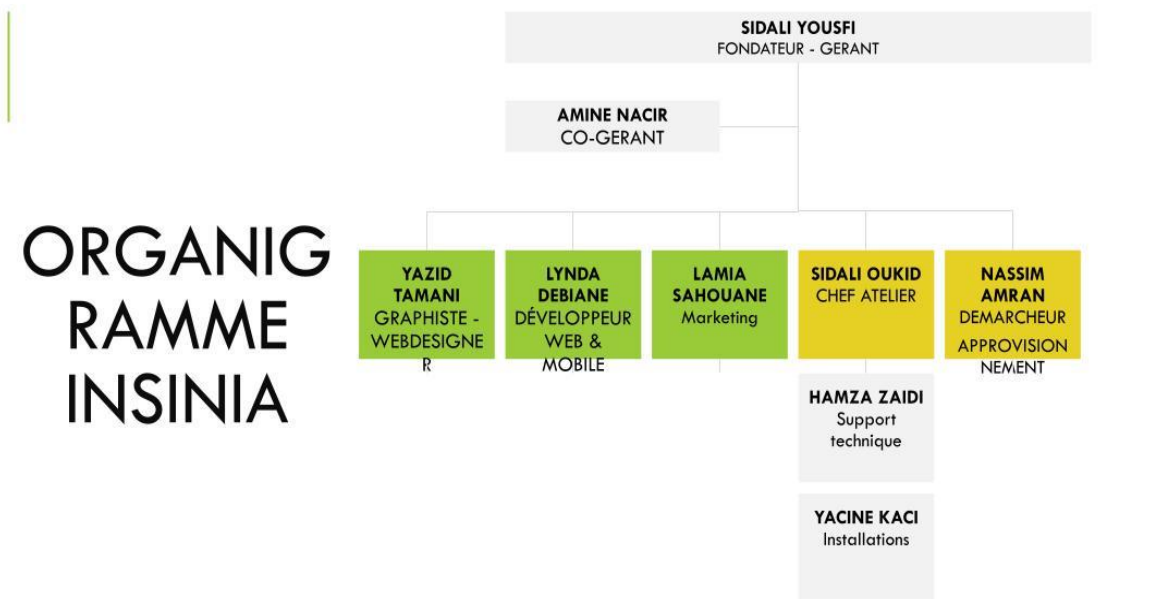 ORGANIG
RAMME
INSINIA
SIDALI YOUSFI
FONDATEUR - GERANT
AMINE NACIR
CO-GERANT
YAZID
TAMANI
GRAPHISTE -
WEBDESIGNE
R
LYNDA
DEBIANE
DÉVELOPPEUR
WEB &
MOBILE
LAMIA
SAHOUANE
Marketing
SIDALI OUKID
CHEF ATELIER
NASSIM
AMRAN
DEMARCHEUR
APPROVISION
NEMENT
HAMZA ZAIDI
Support
technique
YACINE KACI
Installations